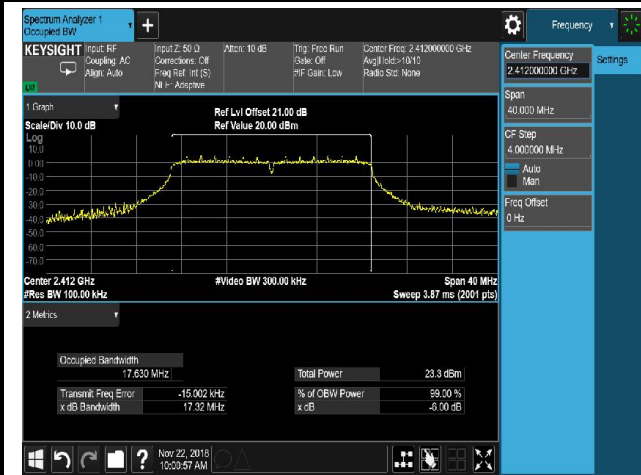 Spectrum Analyzer 1
Occupied BW
Frequency
KEYSIGHT
Input: RF
Coupling: AC
Align: Auto
Input Z: 50 Ω
Corrections: Off
Freq Ref: Int (S)
NFE: Adaptive
Atten: 10 dB
Trig: Free Run
Gate: Off
#IF Gain: Low
Center Freq: 2.412000000 GHz
Avg|Hold:>10/10
Radio Std: None
Center Frequency
2.412000000 GHz
Settings
Span
40.000 MHz
CF Step
4.000000 MHz
Auto
Man
Freq Offset
0 Hz
1 Graph
Scale/Div 10.0 dB
Ref Lvl Offset 21.00 dB
Ref Value 20.00 dBm
Log
10.0
0.00
-10.0
-20.0
-30.0
-40.0
-50.0
-60.0
-70.0
Center 2.412 GHz
#Video BW 300.00 kHz
Span 40 MHz
#Res BW 100.00 kHz
Sweep 3.87 ms (2001 pts)
2 Metrics
Occupied Bandwidth
17.630 MHz
Total Power 23.3 dBm
Transmit Freq Error -15.002 kHz
% of OBW Power 99.00 %
x dB Bandwidth 17.32 MHz
x dB -6.00 dB
Nov 22, 2018
10:00:57 AM